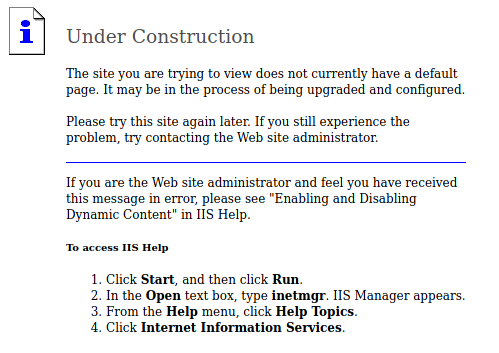 Under Construction
The site you are trying to view does not currently have a default
page. It may be in the process of being upgraded and configured.
Please try this site again later. If you still experience the
problem, try contacting the Web site administrator.
If you are the Web site administrator and feel you have received
this message in error, please see "Enabling and Disabling
Dynamic Content" in IIS Help.
To access IIS Help
1. Click Start, and then click Run.
2. In the Open text box, type inetmgr. IIS Manager appears.
3. From the Help menu, click Help Topics.
4. Click Internet Information Services.